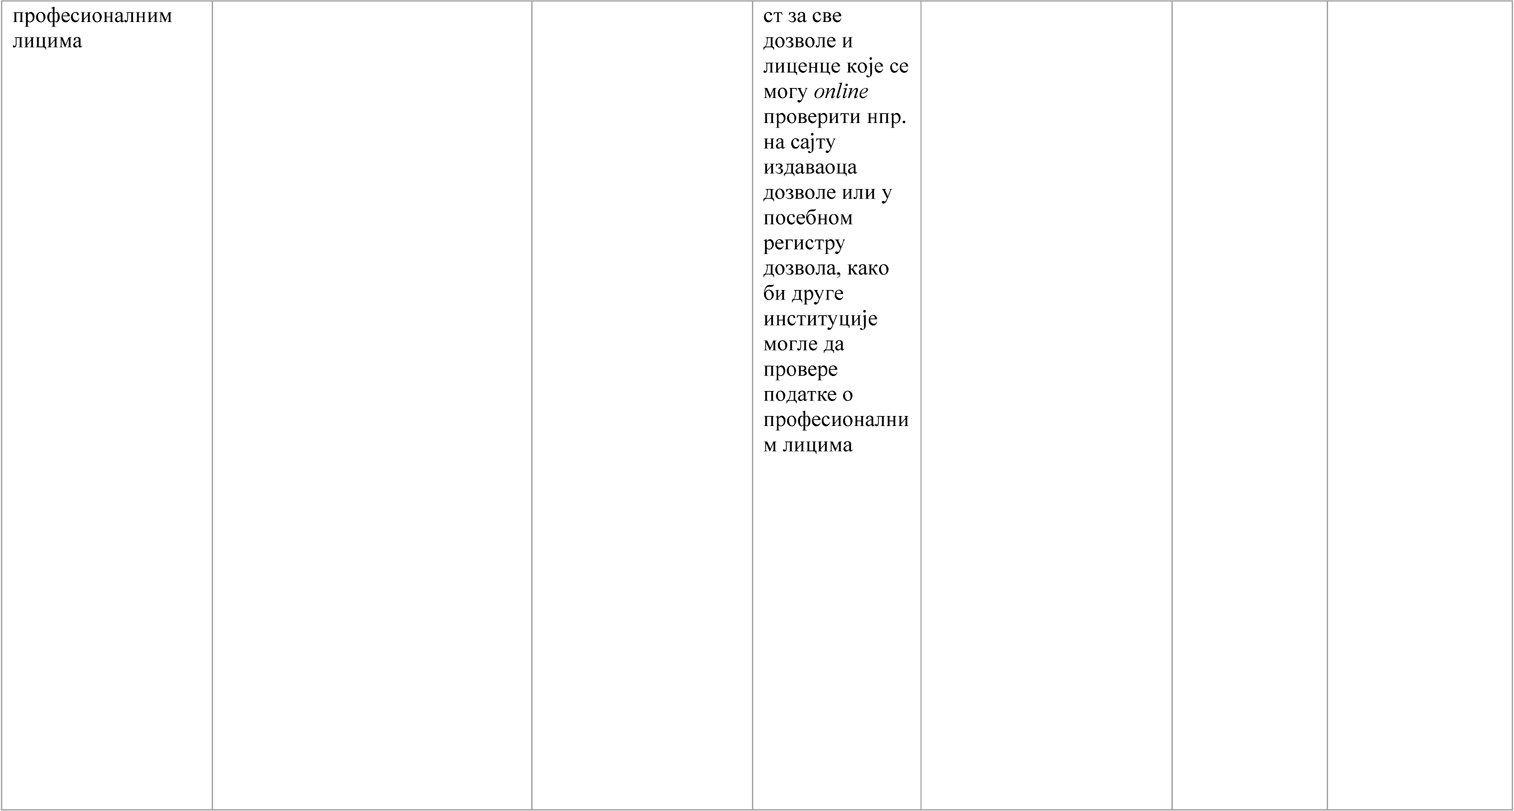 професионалним
лицима
ст за све
дозволе и
лиценце које се
могу online
проверити нпр.
на сајту
издаваоца
дозволе или у
посебном
регистру
дозвола, како
би друге
институције
могле да
провере
податке о
професионални
м лицима